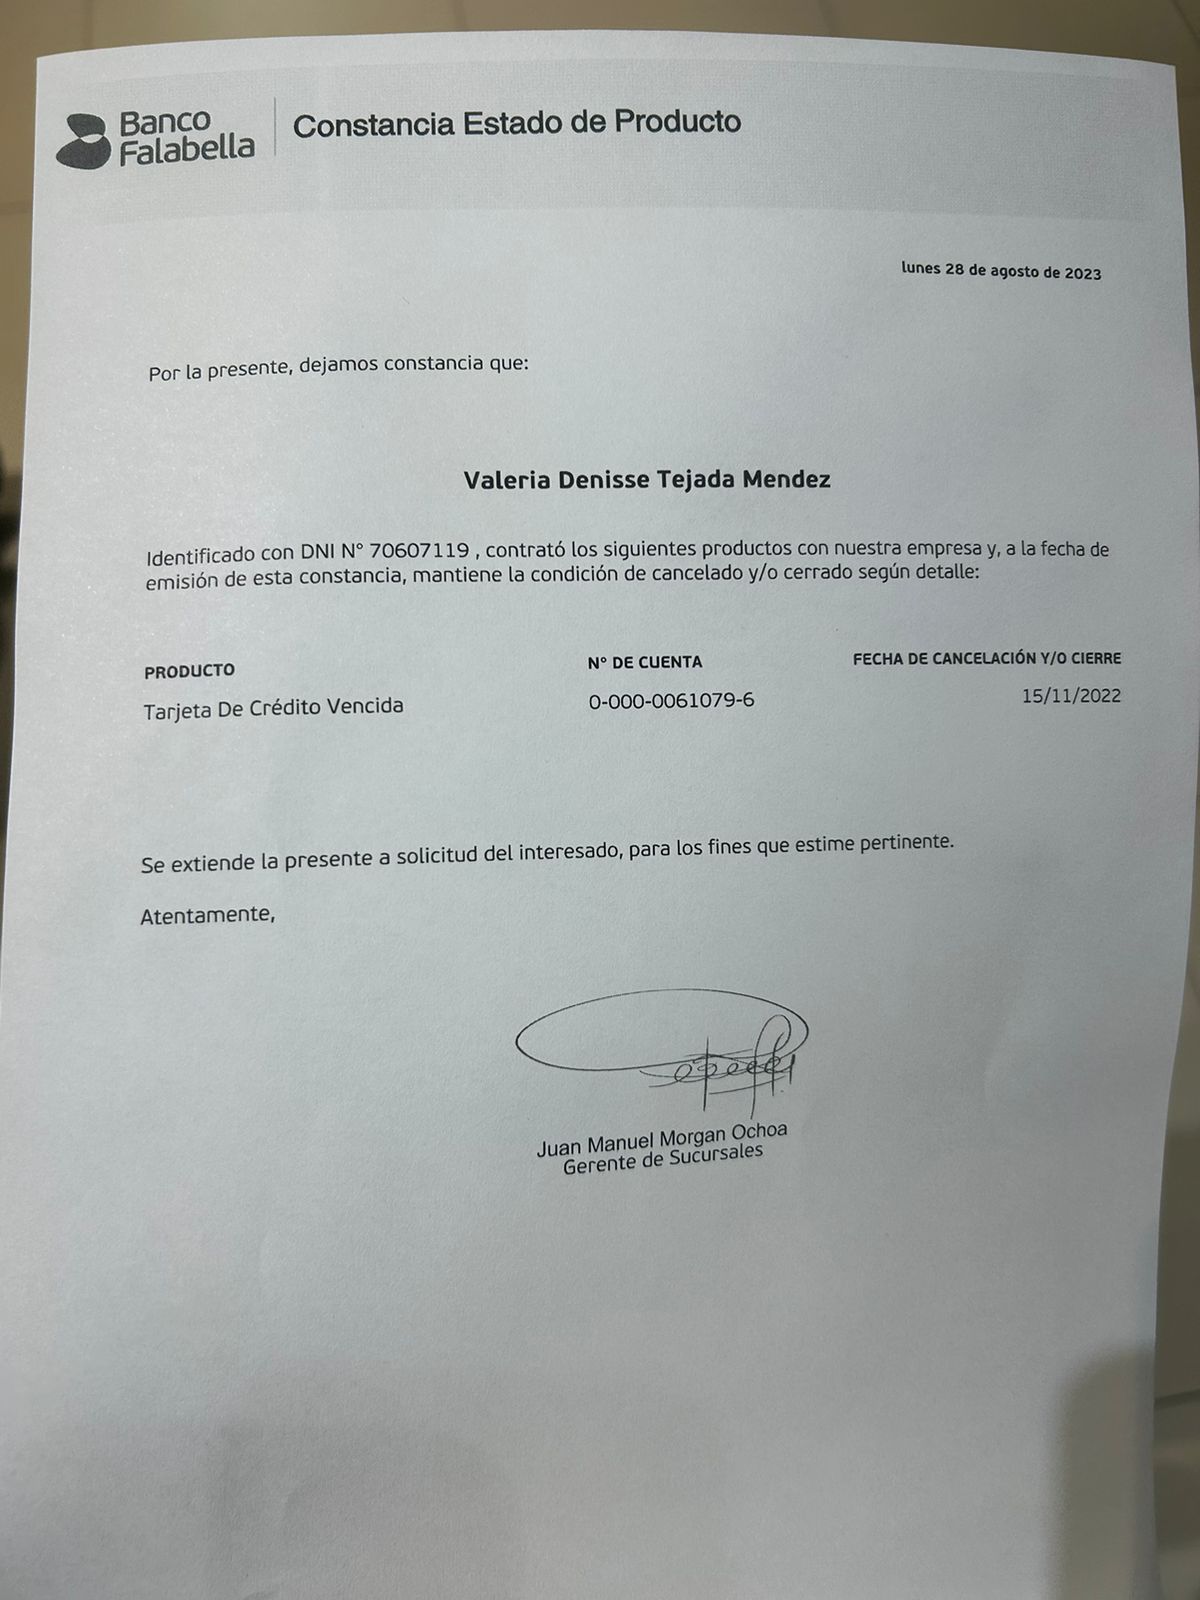 Banco
Falabella
Constancia Estado de Producto
lunes 28 de agosto de 2023
Por la presente, dejamos constancia que:
Valeria Denisse Tejada Mendez
Identificado con DNI N° 70607119 , contrató los siguientes productos con nuestra empresa y, a la fecha de
emisión de esta constancia, mantiene la condición de cancelado y/o cerrado según detalle:
PRODUCTO N° DE CUENTA FECHA DE CANCELACIÓN Y/O CIERRE
Tarjeta De Crédito Vencida 0-000-0061079-6 15/11/2022
Se extiende la presente a solicitud del interesado, para los fines que estime pertinente.
Atentamente,
Juan Manuel Morgan Ochoa
Gerente de Sucursales